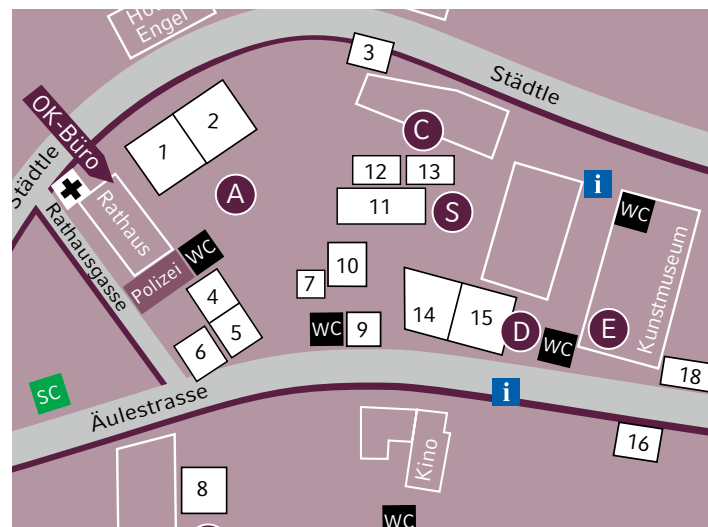 Ho
Engel
3
Städtle
OK-Büro
1
2
C
Städtle
A
12
13
11
S
i
WC
Rathaus
Rathausgasse
WC
Polizei
Kunstmuseum
10
7
4
5
6
WC
9
14
15
D
WC
E
18
SC
Äulestrasse
i
16
Kino
8
WC